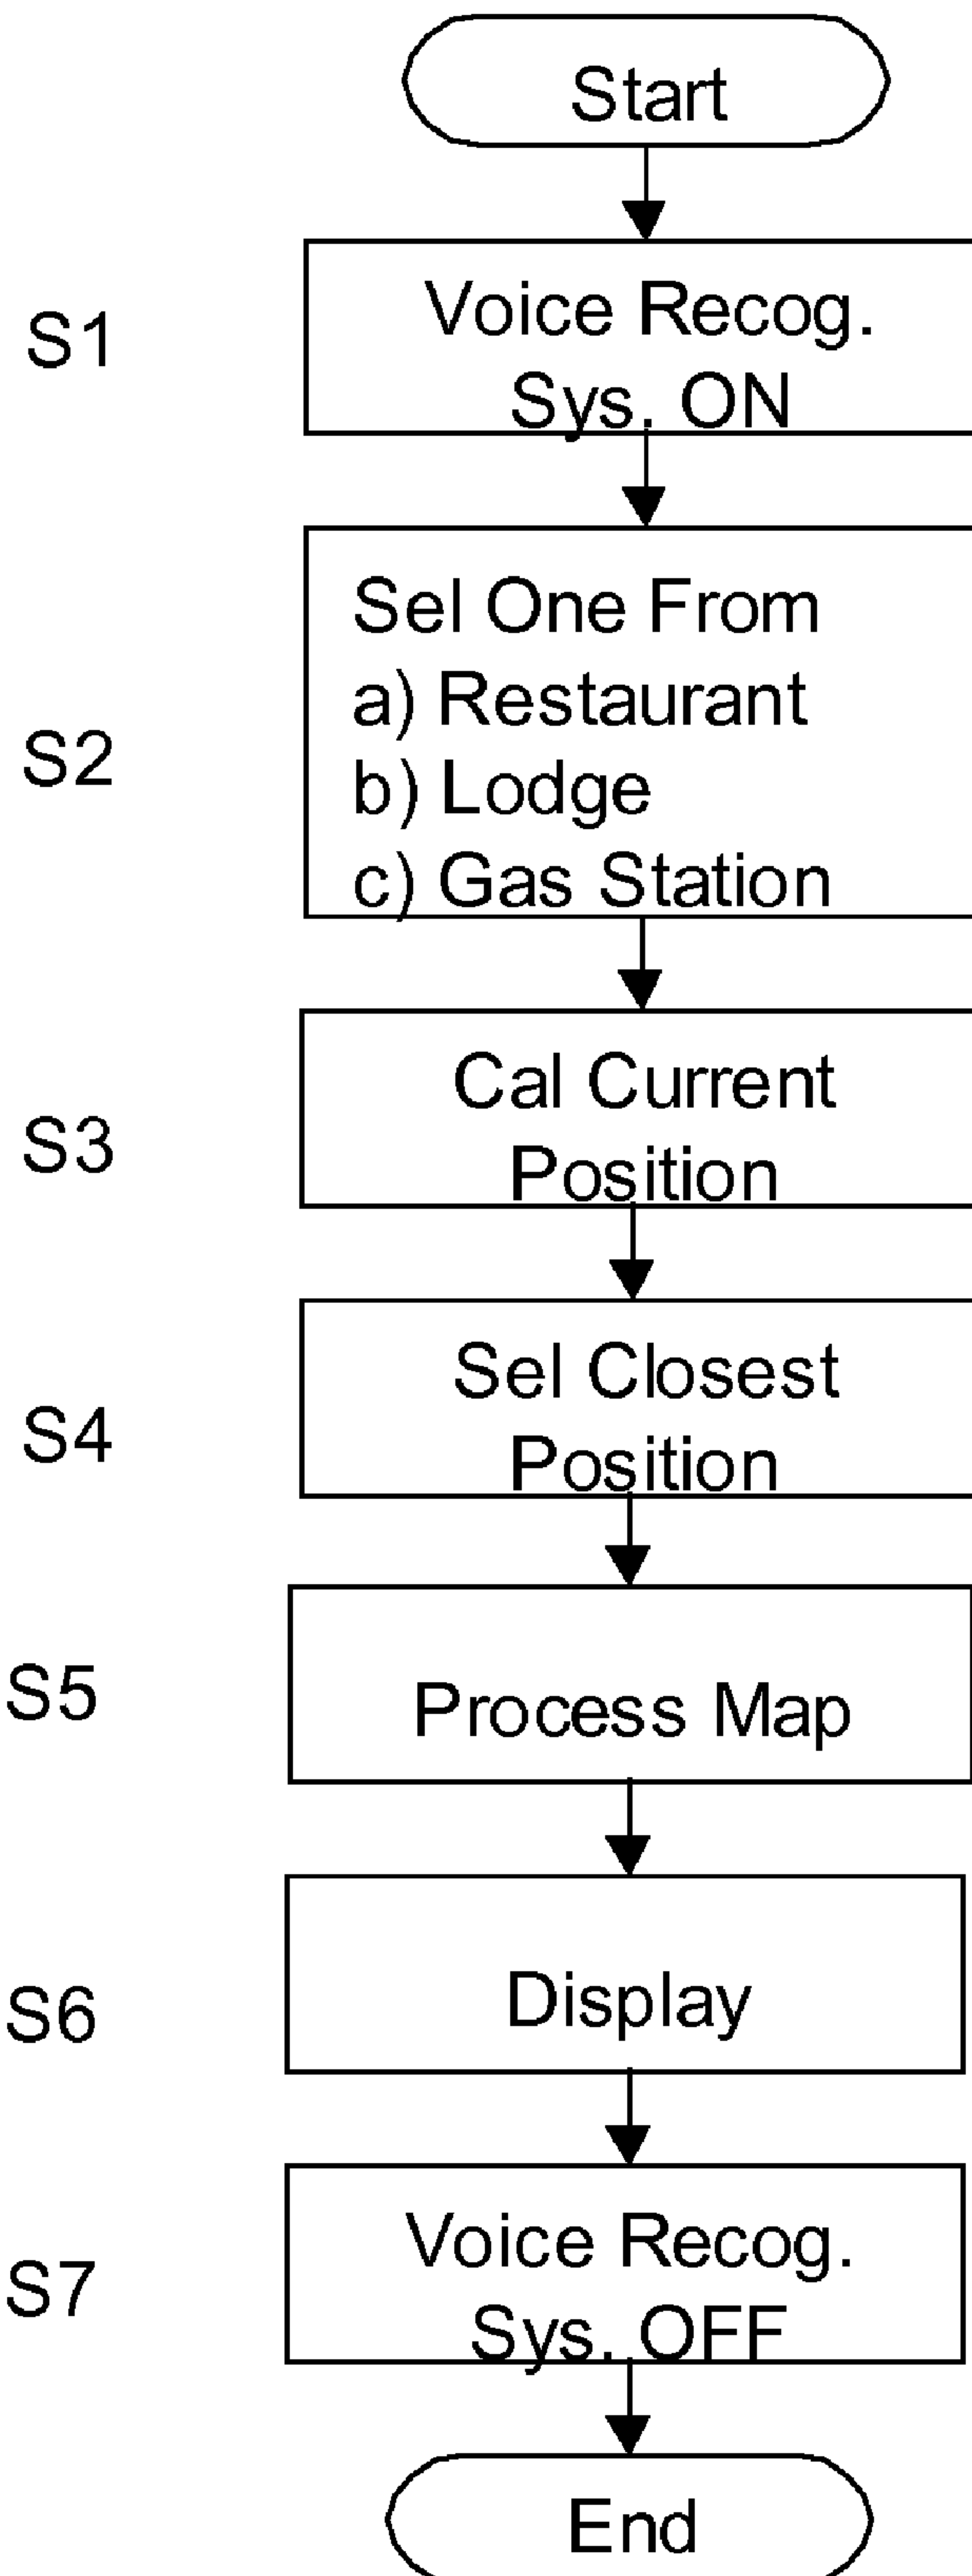 Start
S1
Voice Recog.
Sys. ON
S2
Sel One From
a) Restaurant
b) Lodge
c) Gas Station
S3
Cal Current
Position
S4
Sel Closest
Position
S5
Process Map
S6
Display
S7
Voice Recog.
Sys. OFF
End